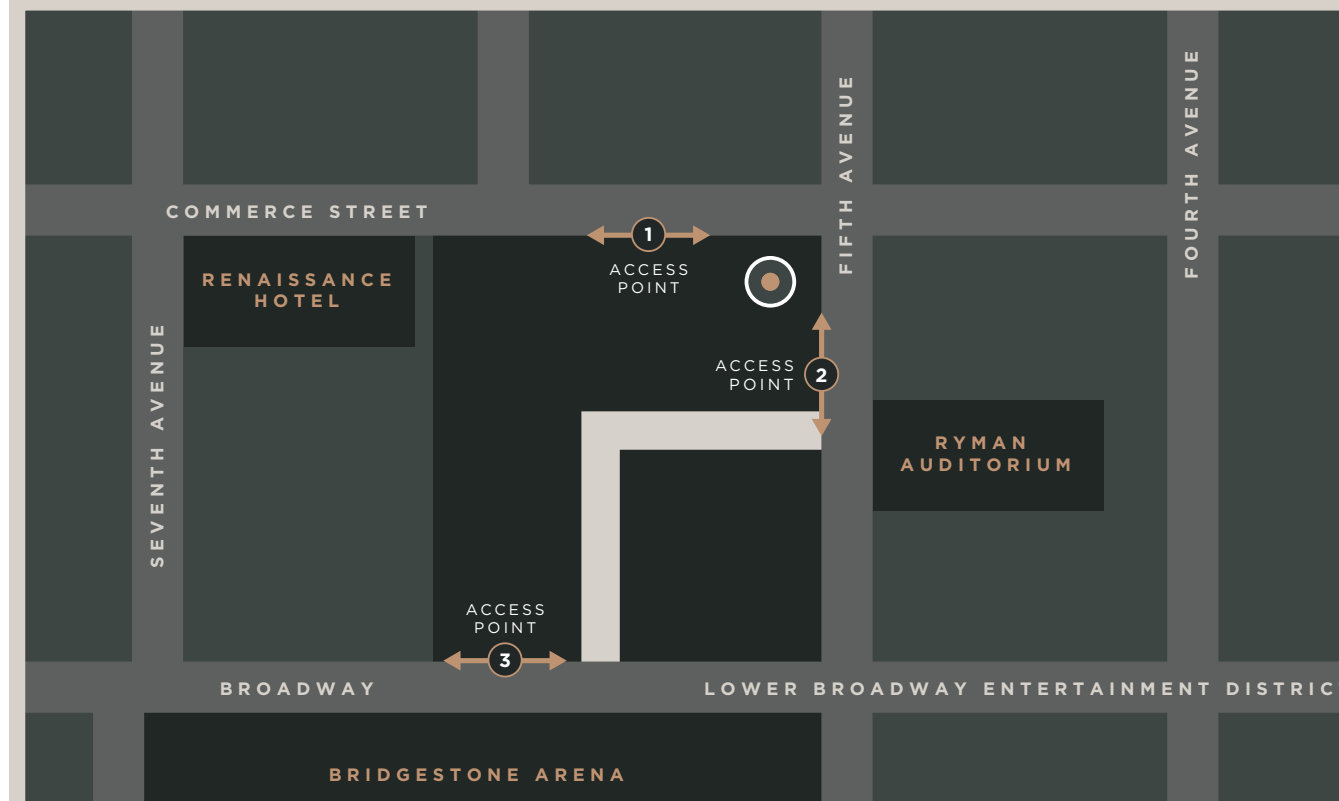 FIFTH AVENUE
FOURTH AVENUE
COMMERCE STREET
1
ACCESS
POINT
RENAISSANCE
HOTEL
SEVENTH AVENUE
ACCESS
POINT
2
RYMAN
AUDITORIUM
ACCESS
POINT
3
BROADWAY
LOWER BROADWAY ENTERTAINMENT DISTRIC
BRIDGESTONE ARENA